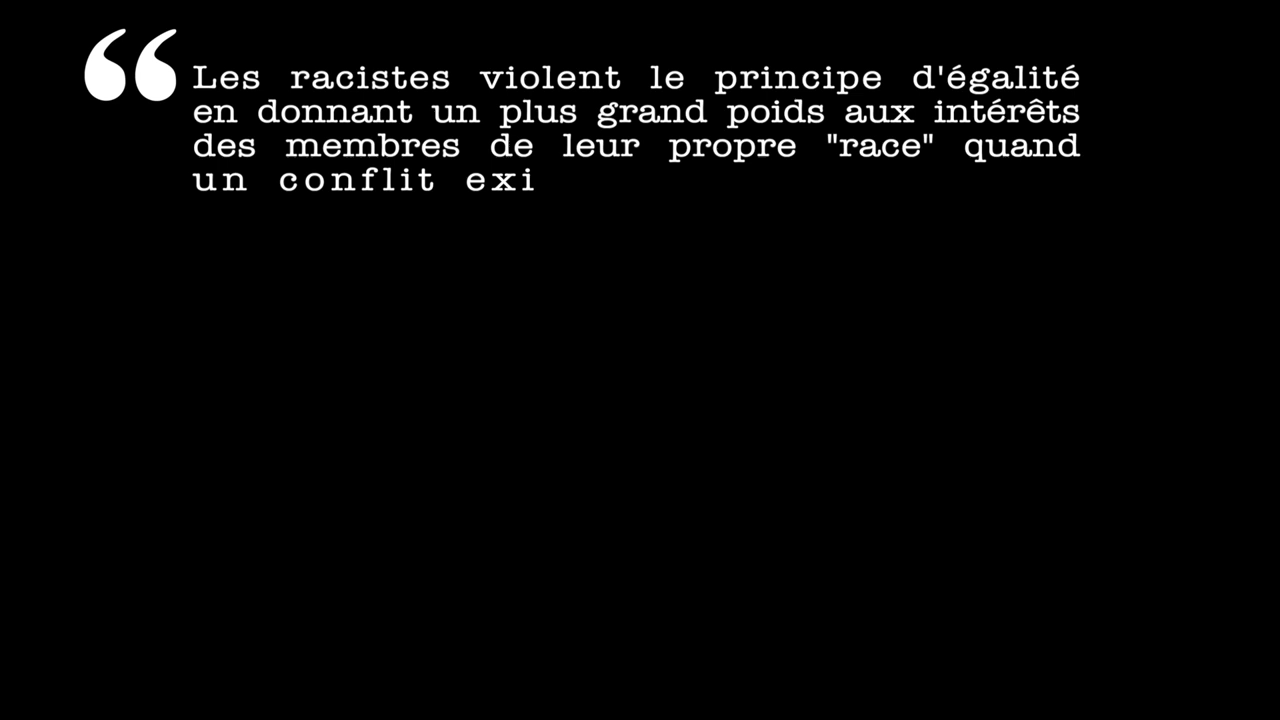 “Les racistes violent le principe d'égalité
en donnant un plus grand poids aux intérêts
des membres de leur propre "race" quand
un conflit exi